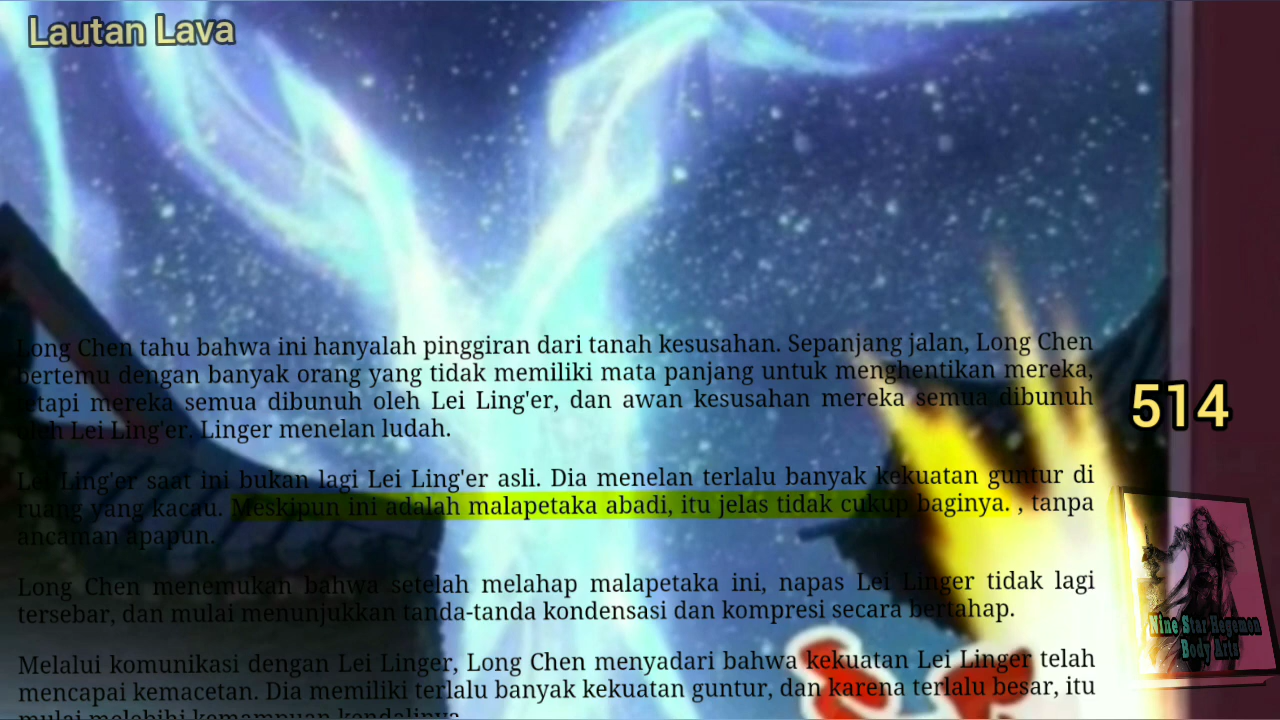 Lautan Lava
Long Chen tahu bahwa ini hanyalah pinggiran dari tanah kesusahan. Sepanjang jalan, Long Chen
bertemu dengan banyak orang yang tidak memiliki mata panjang untuk menghentikan mereka,
tetapi mereka semua dibunuh oleh Lei Ling'er, dan awan kesusahan mereka semua dibunuh
oleh Lei Ling'er. Linger menelan ludah.
Lei Ling'er saat ini bukan lagi Lei Ling'er asli. Dia menelan terlalu banyak kekuatan guntur di
ruang yang kacau. Meskipun ini adalah malapetaka abadi, itu jelas tidak cukup baginya. , tanpa
ancaman apapun.
Long Chen menemukan bahwa setelah melahap malapetaka ini, napas Lei Linger tidak lagi
tersebar, dan mulai menunjukkan tanda-tanda kondensasi dan kompresi secara bertahap.
Melalui komunikasi dengan Lei Linger, Long Chen menyadari bahwa kekuatan Lei Linger telah
mencapai kemacetan. Dia memiliki terlalu banyak kekuatan guntur, dan karena terlalu besar, itu
mulai melebihi kemampuan kendalinya.
514
Nine Star Hegemon
Body Arts